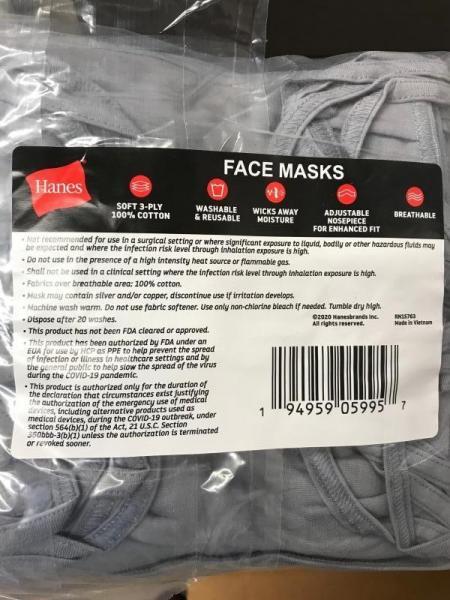 FACE MASKS
Hanes
SOFT 3-PLY
100% COTTON
WASHABLE
& REUSABLE
WICKS AWAY
MOISTURE
ADJUSTABLE
NOSEPIECE
FOR ENHANCED FIT
BREATHABLE
• Not recommended for use in a surgical setting or where significant exposure to liquid, bodily or other hazardous fluids may
be expected and where the infection risk level through inhalation exposure is high.
• Do not use in the presence of a high intensity heat source or flammable gas.
• Shall not be used in a clinical setting where the infection risk level through inhalation exposure is high.
• Fabrics over breathable area: 100% cotton.
• Mask may contain silver and/or copper, discontinue use if irritation develops.
• Machine wash warm. Do not use fabric softener. Use only non-chlorine bleach if needed. Tumble dry high.
• Dispose after 20 washes.
• This product has not been FDA cleared or approved.
• This product has been authorized by FDA under an
EUA for use by HCP as PPE to help prevent the spread
of infection or illness in healthcare settings and by
the general public to help slow the spread of the virus
during the COVID-19 pandemic.
• This product is authorized only for the duration of
the declaration that circumstances exist justifying
the authorization of the emergency use of medical
devices, including alternative products used as
medical devices, during the COVID-19 outbreak, under
section 564(b)(1) of the Act, 21 U.S.C. Section
360bbb-3(b)(1) unless the authorization is terminated
or revoked sooner.
©2020 Hanesbrands Inc.
All rights reserved.
RN15763
Made in Vietnam
1 94959 05995 7